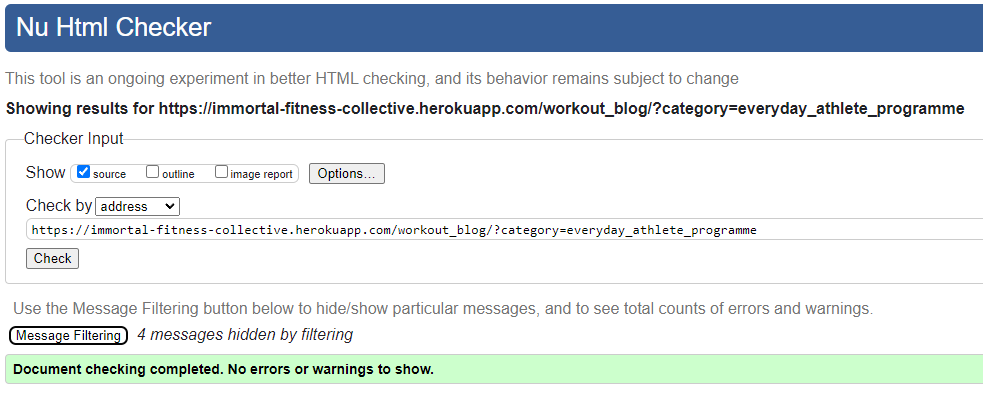 Nu Html Checker
This tool is an ongoing experiment in better HTML checking, and its behavior remains subject to change
Showing results for https://immortal-fitness-collective.herokuapp.com/workout_blog/?category=everyday_athlete_programme
Checker Input
Show source outline image report Options...
Check by address
https://immortal-fitness-collective.herokuapp.com/workout_blog/?category=everyday_athlete_programme
Check
Use the Message Filtering button below to hide/show particular messages, and to see total counts of errors and warnings.
Message Filtering 4 messages hidden by filtering
Document checking completed. No errors or warnings to show.